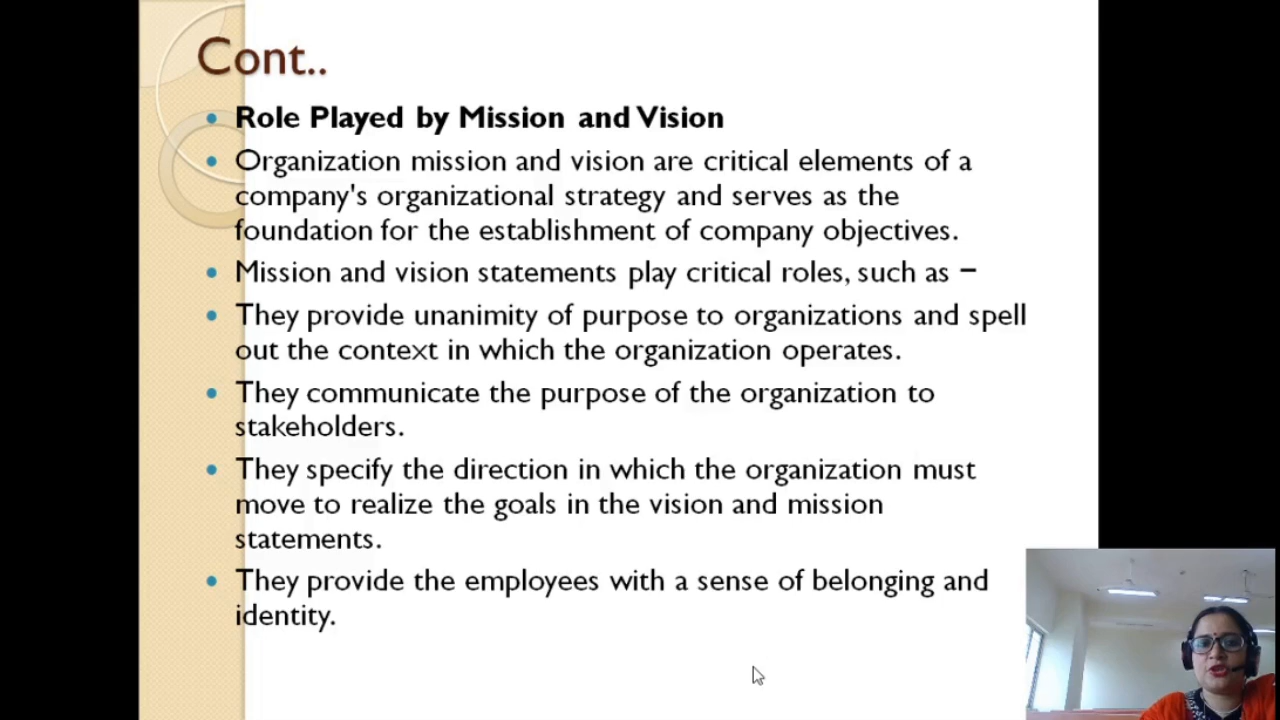 Cont..
Role Played by Mission and Vision
Organization mission and vision are critical elements of a
company's organizational strategy and serves as the
foundation for the establishment of company objectives.
Mission and vision statements play critical roles, such as −
They provide unanimity of purpose to organizations and spell
out the context in which the organization operates.
They communicate the purpose of the organization to
stakeholders.
They specify the direction in which the organization must
move to realize the goals in the vision and mission
statements.
They provide the employees with a sense of belonging and
identity.